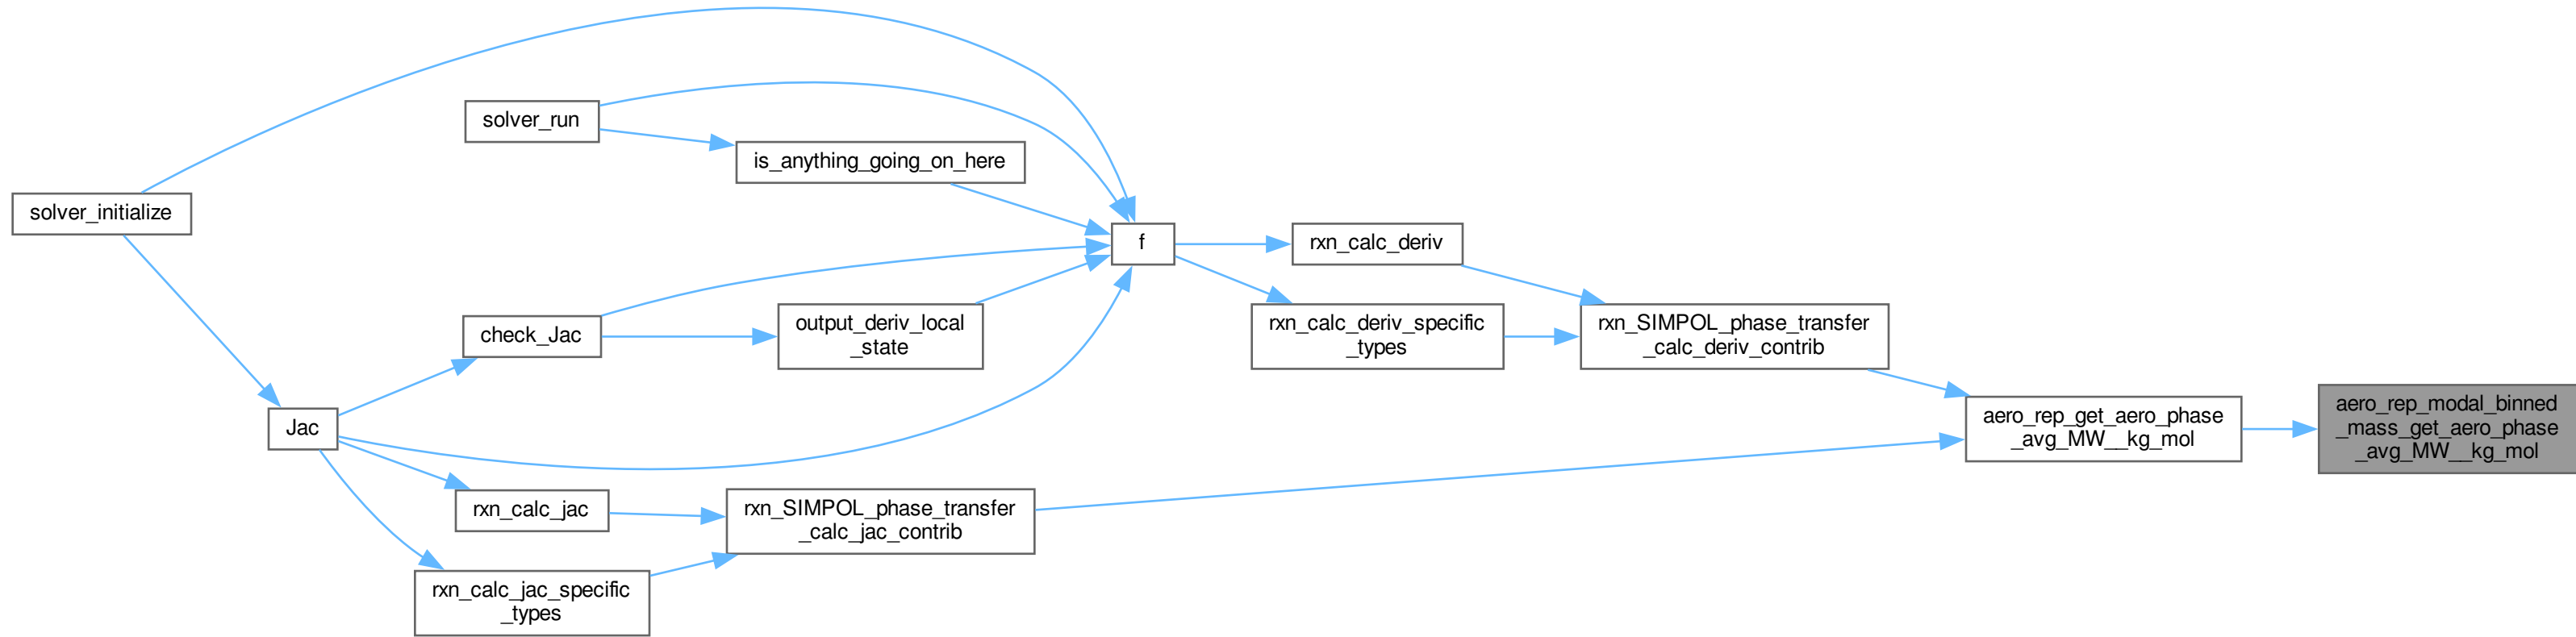 solver_run
is_anything_going_on_here
solver_initialize
f
rxn_calc_deriv
check_Jac
output_deriv_local
_state
rxn_calc_deriv_specific
_types
rxn_SIMPOL_phase_transfer
_calc_deriv_contrib
Jac
aero_rep_get_aero_phase
_avg_MW__kg_mol
aero_rep_modal_binned
_mass_get_aero_phase
_avg_MW__kg_mol
rxn_calc_jac
rxn_SIMPOL_phase_transfer
_calc_jac_contrib
rxn_calc_jac_specific
_types